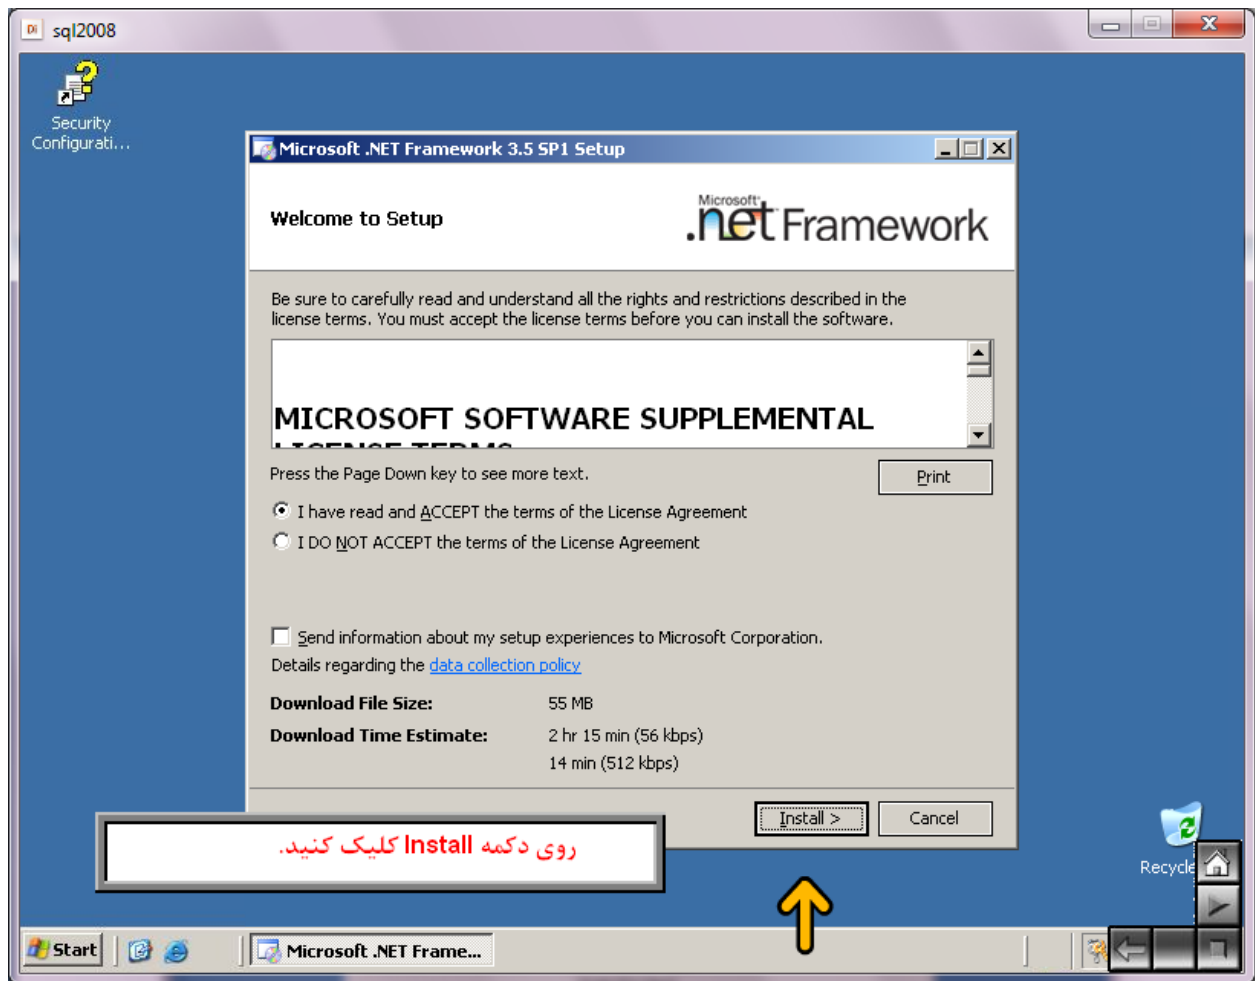 sql2008
Security
Configurati...
Microsoft .NET Framework 3.5 SP1 Setup
Welcome to Setup
Microsoft
.net Framework
Be sure to carefully read and understand all the rights and restrictions described in the
license terms. You must accept the license terms before you can install the software.
MICROSOFT SOFTWARE SUPPLEMENTAL
LICENSE TERMS
Press the Page Down key to see more text.
Print
I have read and ACCEPT the terms of the License Agreement
I DO NOT ACCEPT the terms of the License Agreement
Send information about my setup experiences to Microsoft Corporation.
Details regarding the data collection policy
Download File Size: 55 MB
Download Time Estimate: 2 hr 15 min (56 kbps)
14 min (512 kbps)
Install >
Cancel
روی دکمه Install کلیک کنید.
Recycle
Start
Microsoft .NET Frame...